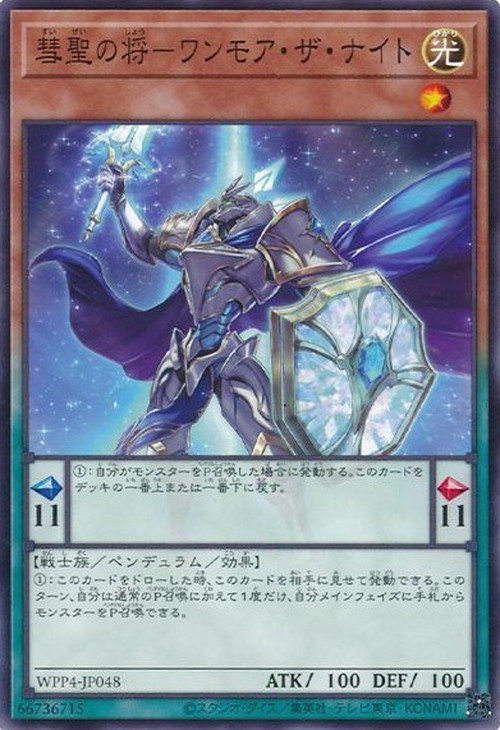 彗聖の将－ワンモア・ザ・ナイト
光
①：自分がモンスターをP召喚した場合に発動する。このカードを
デッキの一番上または一番下に戻す。
11
11
【戦士族／ペンデュラム／効果】
①：このカードをドローした時、このカードを相手に見せて発動できる。この
ターン、自分は通常のP召喚に加えて1度だけ、自分メインフェイズに手札から
モンスターをP召喚できる。
WPP4-JP048
ATK/ 100 DEF/ 100
66736715
©スタジオ・ダイス／集英社・テレビ東京・KONAMI